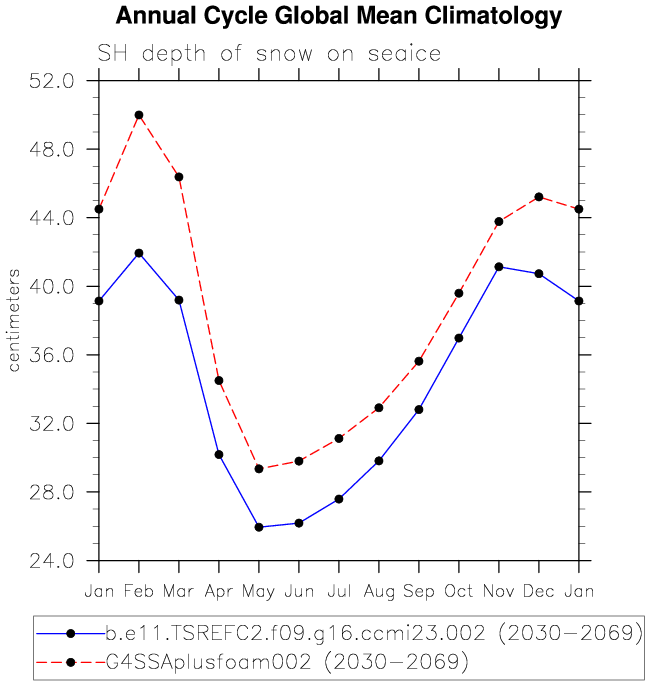 Annual Cycle Global Mean Climatology
SH depth of snow on seaice
52.0
48.0
44.0
40.0
36.0
32.0
28.0
24.0
centimeters
Jan Feb Mar Apr May Jun Jul Aug Sep Oct Nov Dec Jan
b.e11.TSREFC2.f09.g16.ccmi23.002 (2030-2069)
G4SSAplusfoam002 (2030-2069)